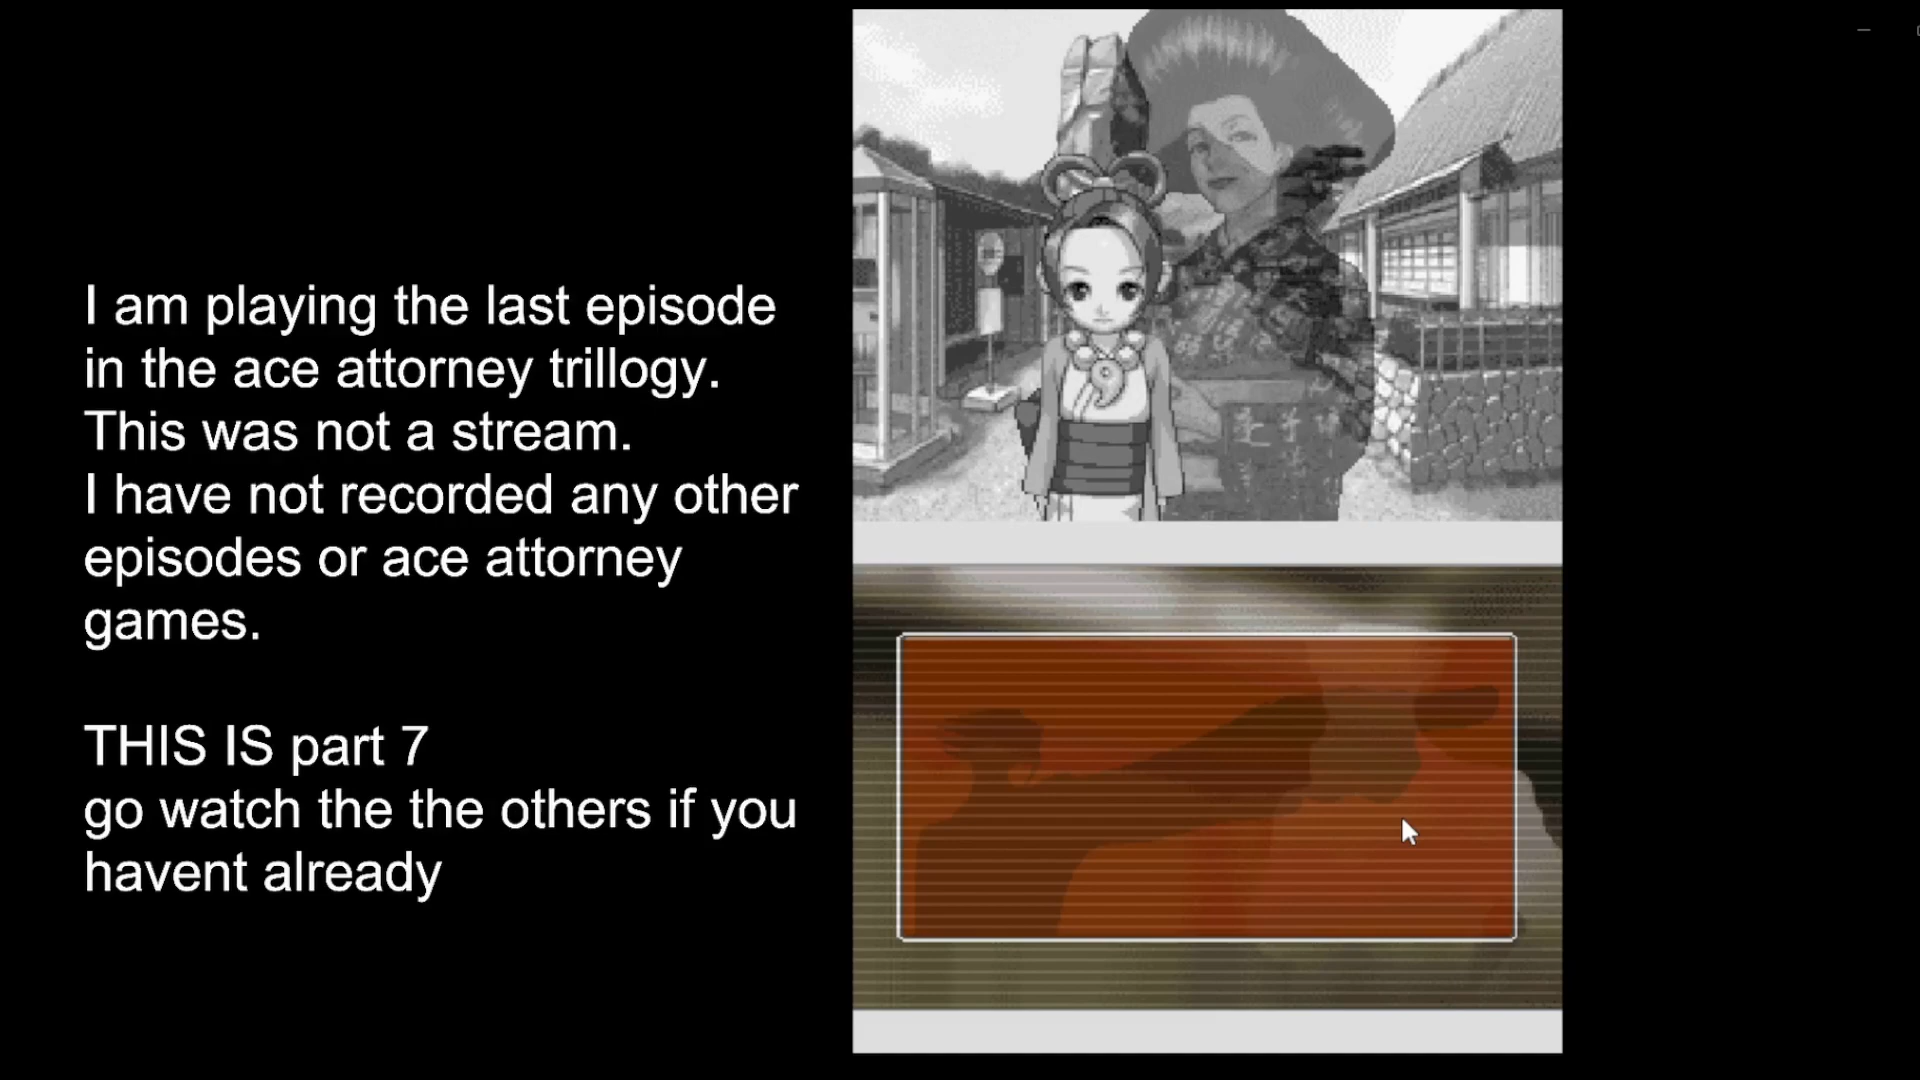 I am playing the last episode
in the ace attorney trillogy.
This was not a stream.
I have not recorded any other
episodes or ace attorney
games.
THIS IS part 7
go watch the the others if you
havent already